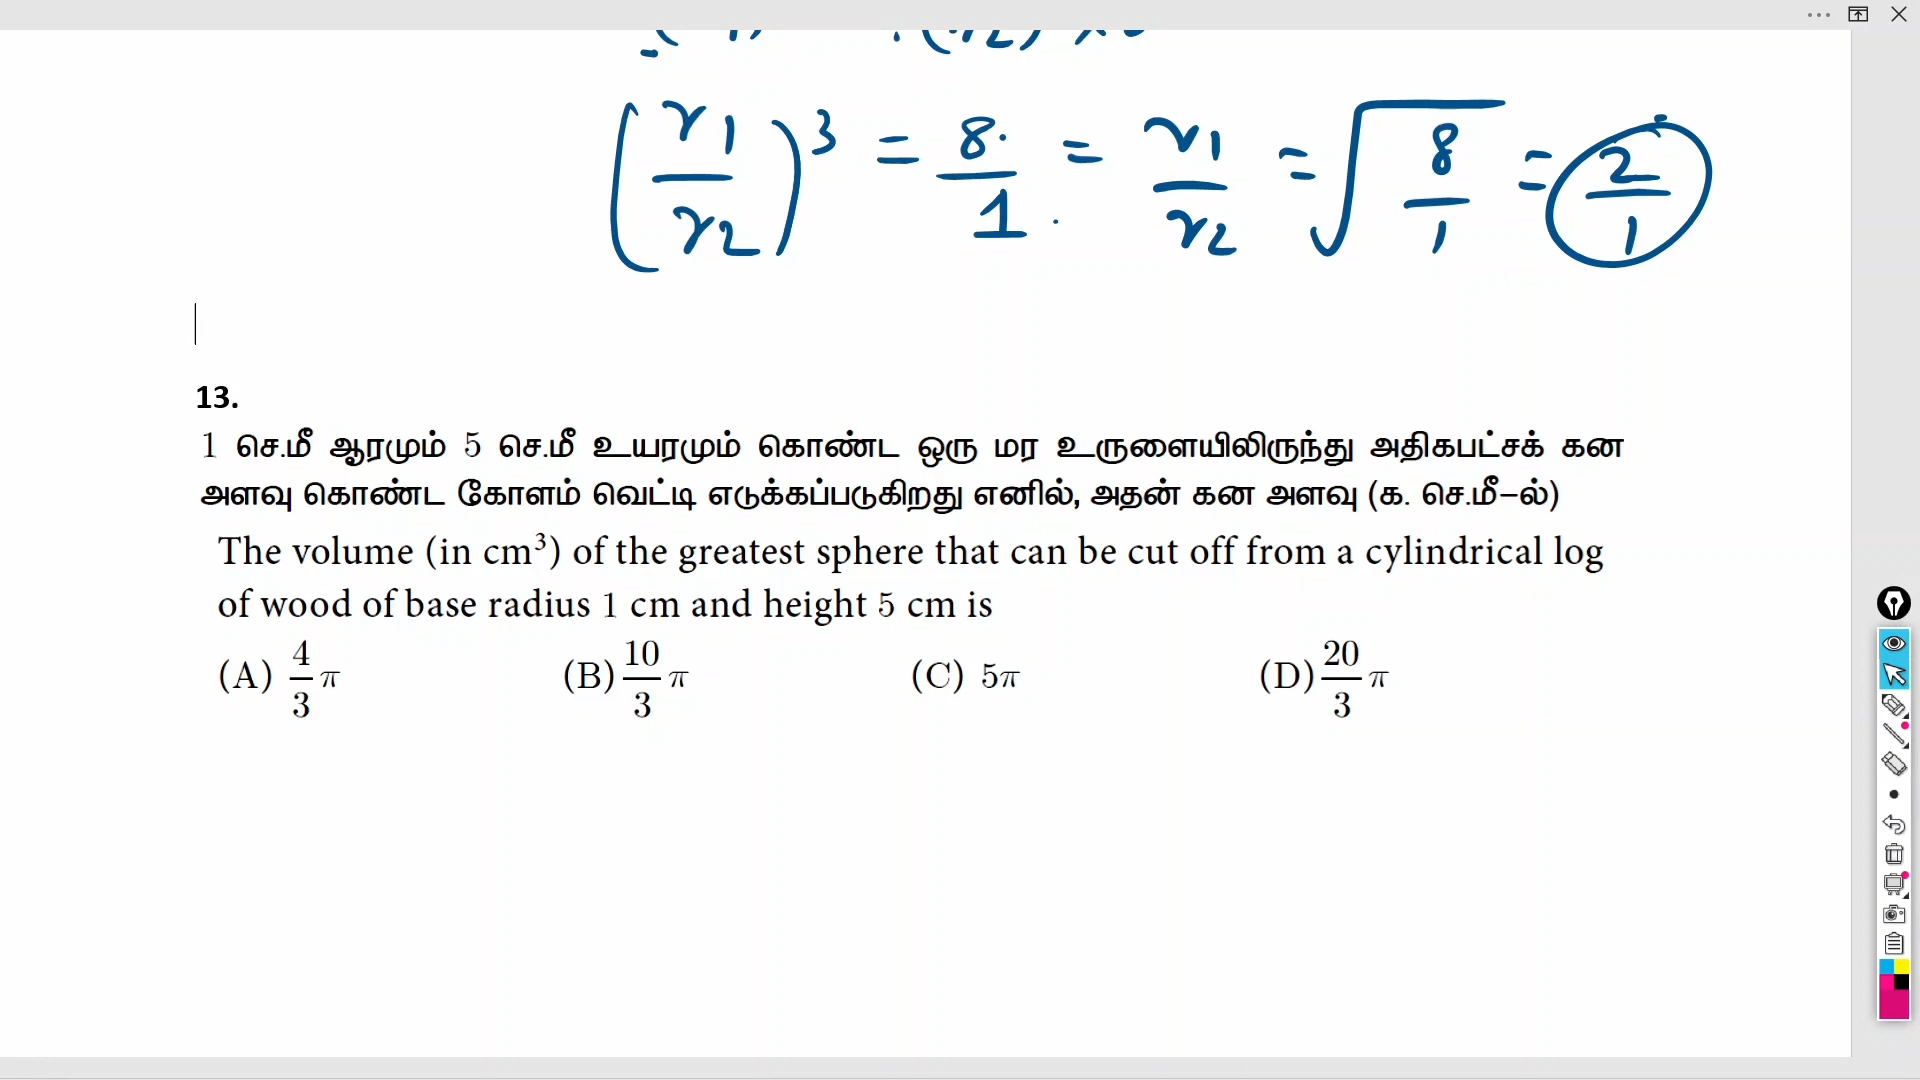 (r1/r2)³ = 8/1 = r1/r2 = √8/1 = 2/1
13.
1 செ.மீ ஆரமும் 5 செ.மீ உயரமும் கொண்ட ஒரு மர உருளையிலிருந்து அதிகபட்சக் கன
அளவு கொண்ட கோளம் வெட்டி எடுக்கப்படுகிறது எனில், அதன் கன அளவு (க. செ.மீ–ல்)
The volume (in cm³) of the greatest sphere that can be cut off from a cylindrical log
of wood of base radius 1 cm and height 5 cm is
(A) 4/3 π (B) 10/3 π (C) 5π (D) 20/3 π